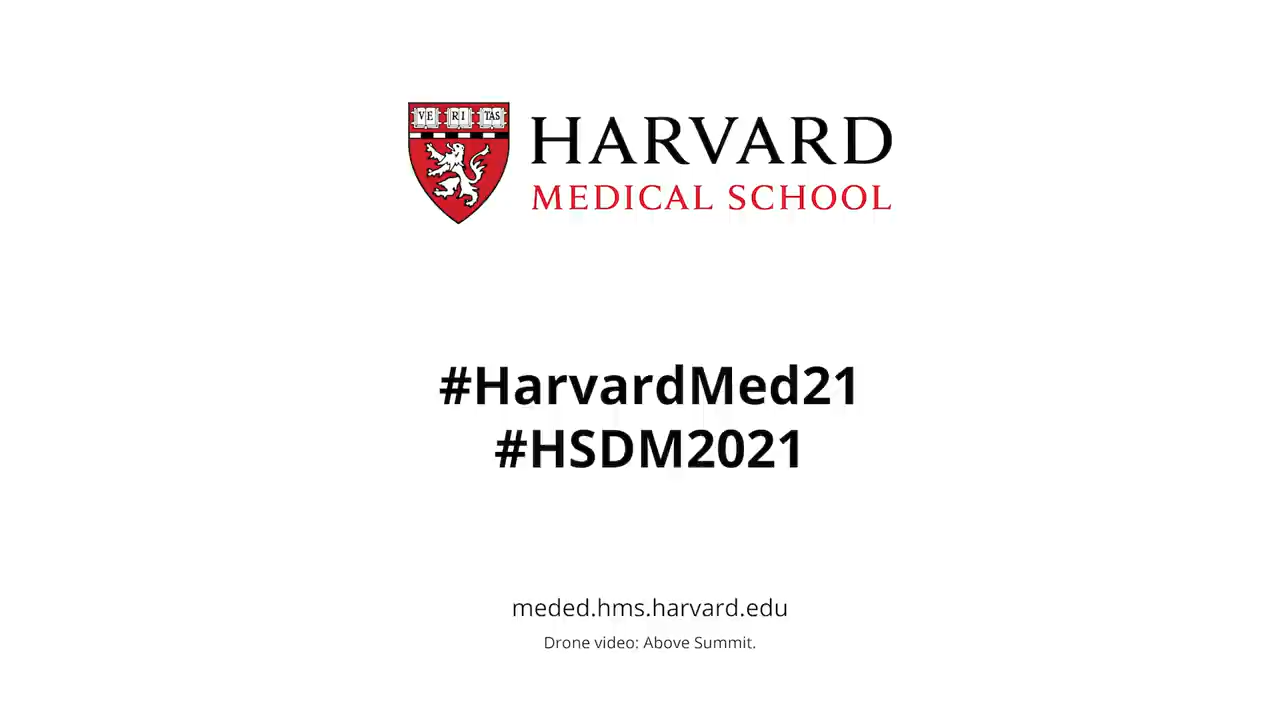 VE RI TAS
HARVARD
MEDICAL SCHOOL
#HarvardMed21
#HSDM2021
meded.hms.harvard.edu
Drone video: Above Summit.